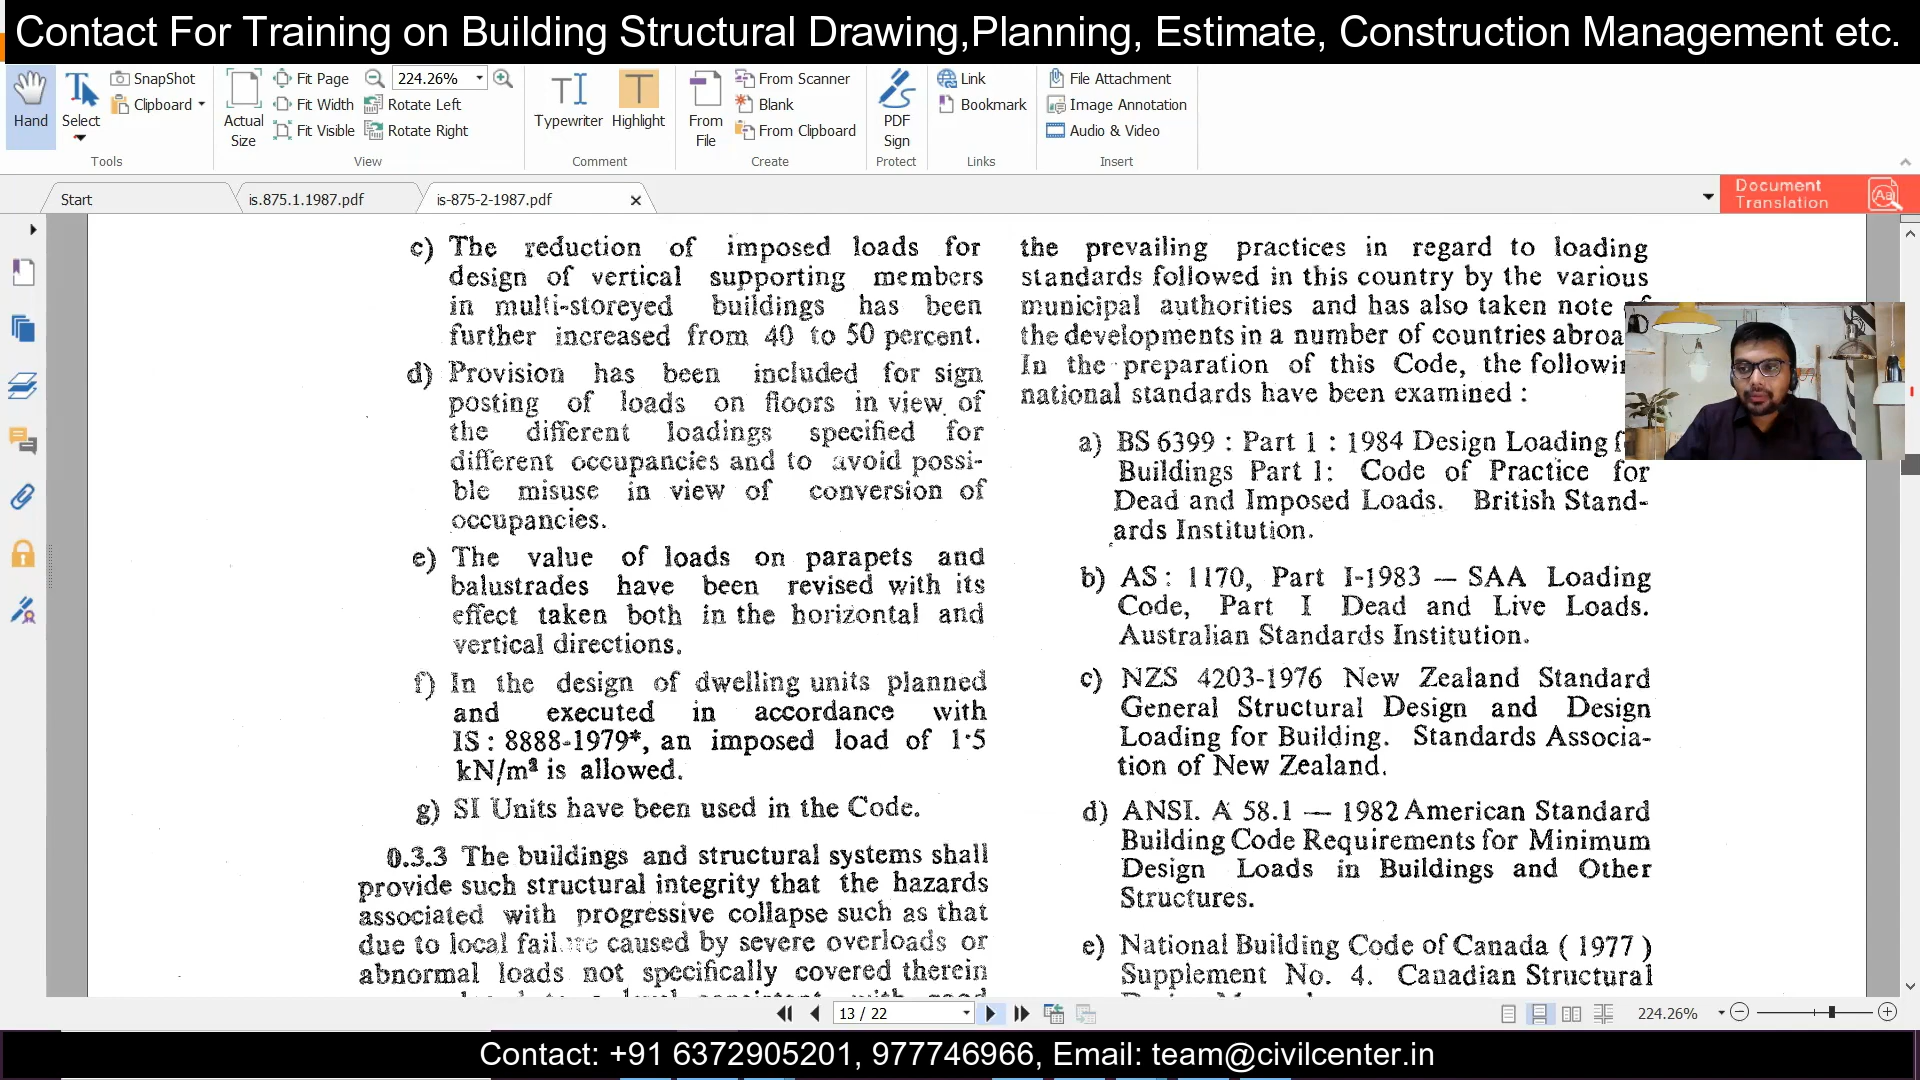 Contact For Training on Building Structural Drawing,Planning, Estimate, Construction Management etc.
Hand
Select
SnapShot
Clipboard
Tools
Actual Size
Fit Page
Fit Width
Fit Visible
224.26%
Rotate Left
Rotate Right
View
Typewriter
Highlight
Comment
From File
From Scanner
Blank
From Clipboard
Create
PDF Sign
Protect
Link
Bookmark
Links
File Attachment
Image Annotation
Audio & Video
Insert
Start
is.875.1.1987.pdf
is-875-2-1987.pdf
Document
Translation
c) The reduction of imposed loads for
design of vertical supporting members
in multi-storeyed buildings has been
further increased from 40 to 50 percent.
d) Provision has been included for sign
posting of loads on floors in view of
the different loadings specified for
different occupancies and to avoid possi-
ble misuse in view of conversion of
occupancies.
e) The value of loads on parapets and
balustrades have been revised with its
effect taken both in the horizontal and
vertical directions.
f) In the design of dwelling units planned
and executed in accordance with
IS : 8888-1979*, an imposed load of 1·5
kN/m² is allowed.
g) SI Units have been used in the Code.
0.3.3 The buildings and structural systems shall
provide such structural integrity that the hazards
associated with progressive collapse such as that
due to local failure caused by severe overloads or
abnormal loads not specifically covered therein
the prevailing practices in regard to loading
standards followed in this country by the various
municipal authorities and has also taken note
the developments in a number of countries
In the preparation of this Code, the
national standards have been examined :
a) BS 6399 : Part 1 : 1984 Design Loading
Buildings Part 1: Code of Practice for
Dead and Imposed Loads. British Stand-
ards Institution.
b) AS : 1170, Part I-1983 — SAA Loading
Code, Part I Dead and Live Loads.
Australian Standards Institution.
c) NZS 4203-1976 New Zealand Standard
General Structural Design and Design
Loading for Building. Standards Associa-
tion of New Zealand.
d) ANSI. A 58.1 — 1982 American Standard
Building Code Requirements for Minimum
Design Loads in Buildings and Other
Structures.
e) National Building Code of Canada ( 1977 )
Supplement No. 4. Canadian Structural
13 / 22
224.26%
Contact: +91 6372905201, 977746966, Email: team@civilcenter.in